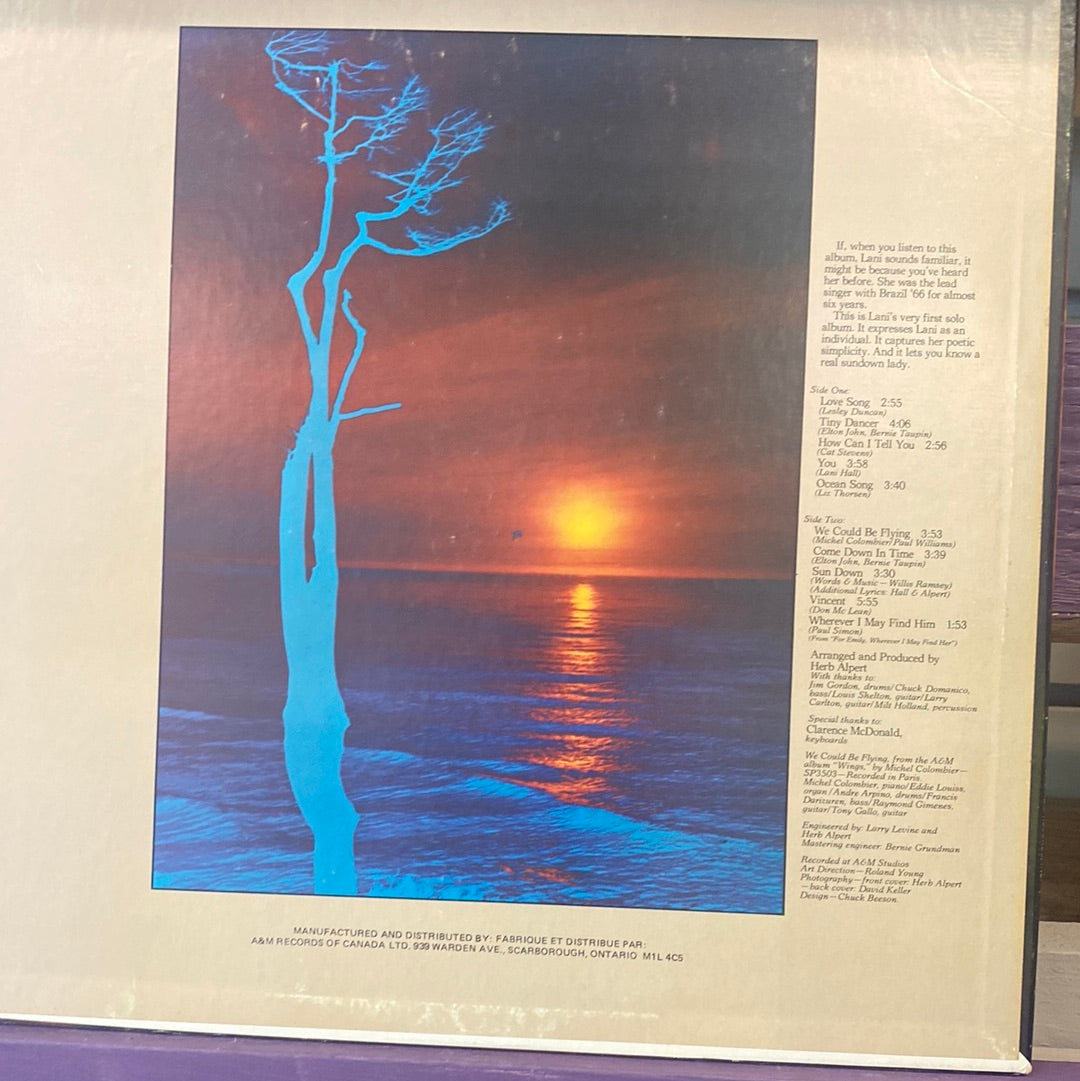 If, when you listen to this
album, Lani sounds familiar, it
might be because you've heard
her before. She was the lead
singer with Brazil '66 for almost
six years.
This is Lani's very first solo
album. It expresses Lani as an
individual. It captures her poetic
simplicity. And it lets you know a
real sundown lady.
Side One:
Love Song 2:55
(Lesley Duncan)
Tiny Dancer 4:06
(Elton John, Bernie Taupin)
How Can I Tell You 2:56
(Cat Stevens)
You 3:58
(Lani Hall)
Ocean Song 3:40
(Liz Thorsen)
Side Two:
We Could Be Flying 3:53
(Michel Colombier/Paul Williams)
Come Down In Time 3:39
(Elton John, Bernie Taupin)
Sun Down 3:30
(Words & Music — Willis Ramsey)
(Additional Lyrics: Hall & Alpert)
Vincent 5:55
(Don Mc Lean)
Wherever I May Find Him 1:53
(Paul Simon)
(From "For Emily, Wherever I May Find Her")
Arranged and Produced by
Herb Alpert
With thanks to:
Jim Gordon, drums/Chuck Domanico,
bass/Louis Shelton, guitar/Larry
Carlton, guitar/Milt Holland, percussion
Special thanks to:
Clarence McDonald,
keyboards
We Could Be Flying, from the A&M
album "Wings," by Michel Colombier—
SP3503—Recorded in Paris.
Michel Colombier, piano/Eddie Louiss,
organ/Andre Arpino, drums/Francis
Darizuren, bass/Raymond Gimenes,
guitar/Tony Gallo, guitar
Engineered by: Larry Levine and
Herb Alpert
Mastering engineer: Bernie Grundman
Recorded at A&M Studios
Art Direction—Roland Young
Photography—front cover: Herb Alpert
—back cover: David Keller
Design—Chuck Beeson.
MANUFACTURED AND DISTRIBUTED BY: FABRIQUE ET DISTRIBUE PAR:
A&M RECORDS OF CANADA LTD. 939 WARDEN AVE., SCARBOROUGH, ONTARIO M1L 4C5